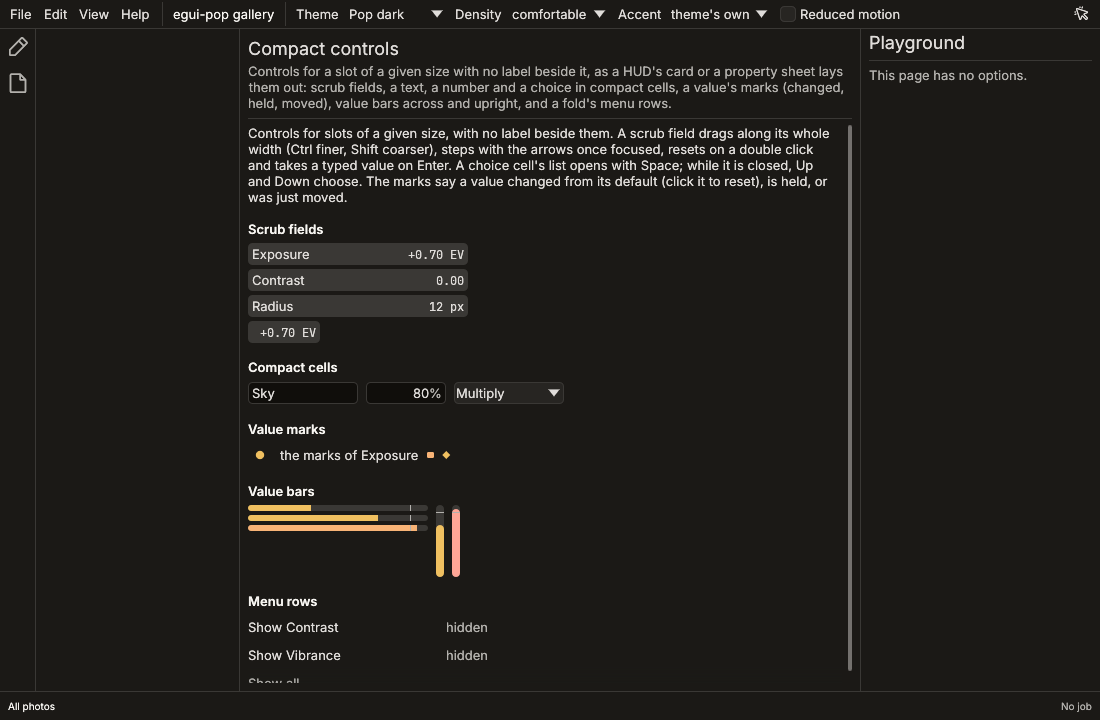 File Edit View Help egui-pop gallery Theme Pop dark Density comfortable Accent theme's own Reduced motion
Compact controls
Controls for a slot of a given size with no label beside it, as a HUD's card or a property sheet lays
them out: scrub fields, a text, a number and a choice in compact cells, a value's marks (changed,
held, moved), value bars across and upright, and a fold's menu rows.
Controls for slots of a given size, with no label beside them. A scrub field drags along its whole
width (Ctrl finer, Shift coarser), steps with the arrows once focused, resets on a double click
and takes a typed value on Enter. A choice cell's list opens with Space; while it is closed, Up
and Down choose. The marks say a value changed from its default (click it to reset), is held, or
was just moved.
Scrub fields
Exposure +0.70 EV
Contrast 0.00
Radius 12 px
+0.70 EV
Compact cells
Sky 80% Multiply
Value marks
the marks of Exposure
Value bars
Menu rows
Show Contrast hidden
Show Vibrance hidden
Show all
Playground
This page has no options.
All photos
No job